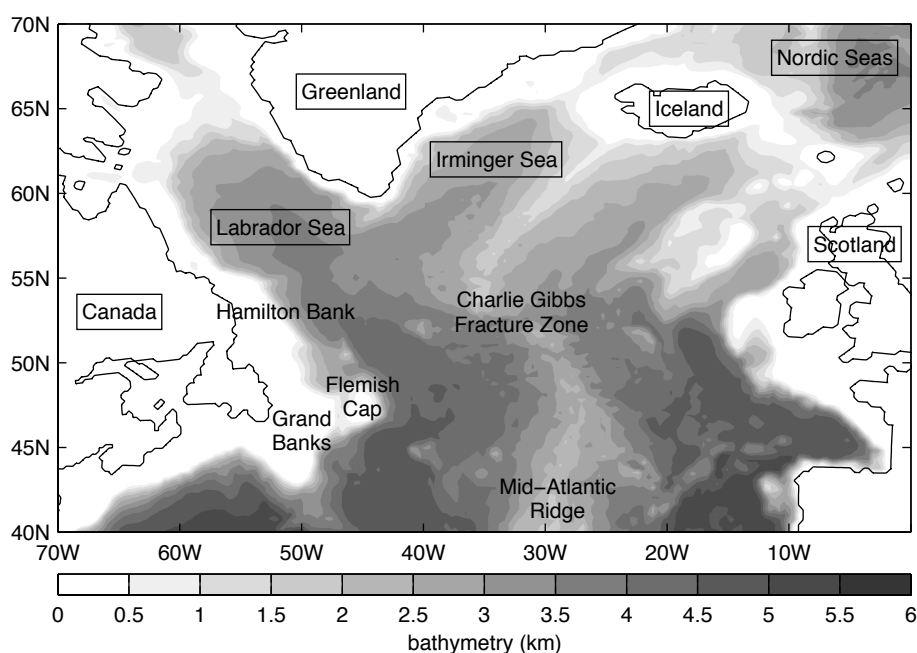 70N
65N
60N
55N
50N
45N
40N
Nordic Seas
Greenland
Iceland
Irminger Sea
Labrador Sea
Scotland
Canada
Hamilton Bank
Charlie Gibbs
Fracture Zone
Flemish
Cap
Grand
Banks
Mid−Atlantic
Ridge
70W 60W 50W 40W 30W 20W 10W
0 0.5 1 1.5 2 2.5 3 3.5 4 4.5 5 5.5 6
bathymetry (km)